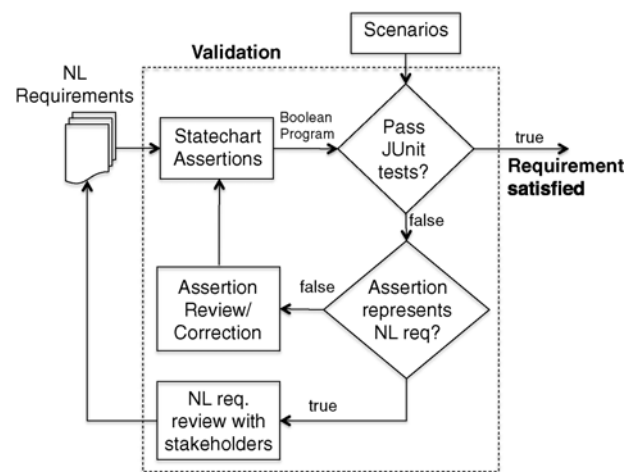 Scenarios
Validation
NL
Requirements
Statechart
Assertions
Boolean
Program
Pass
JUnit
tests?
true
Requirement
satisfied
false
Assertion
represents
NL req?
false
Assertion
Review/
Correction
true
NL req.
review with
stakeholders